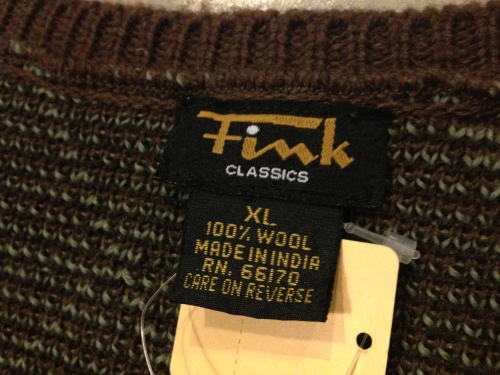 Fink
CLASSICS
XL
100% WOOL
MADE IN INDIA
RN. 66170
CARE ON REVERSE